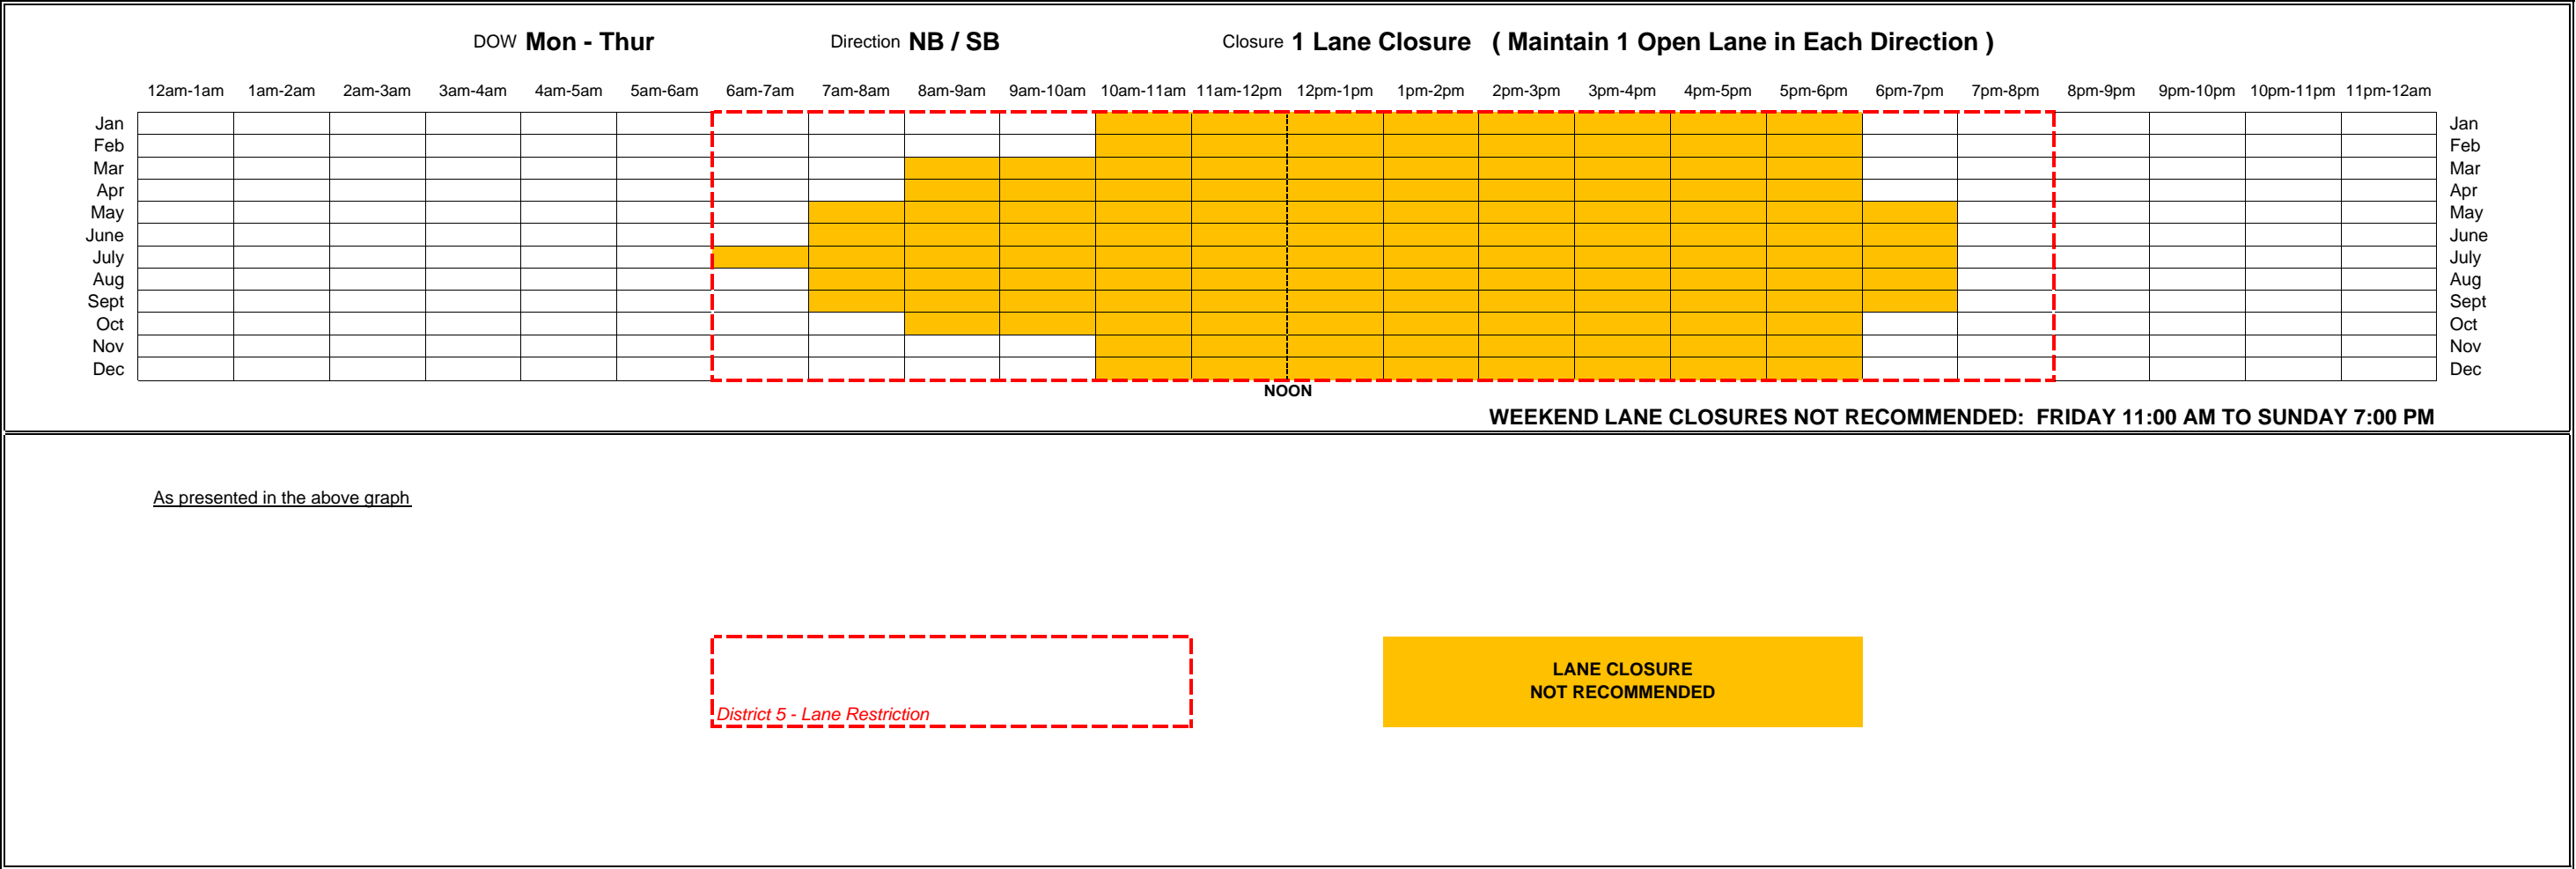 DOW Mon - Thur Direction NB / SB Closure 1 Lane Closure ( Maintain 1 Open Lane in Each Direction )
12am-1am 1am-2am 2am-3am 3am-4am 4am-5am 5am-6am 6am-7am 7am-8am 8am-9am 9am-10am 10am-11am 11am-12pm 12pm-1pm 1pm-2pm 2pm-3pm 3pm-4pm 4pm-5pm 5pm-6pm 6pm-7pm 7pm-8pm 8pm-9pm 9pm-10pm 10pm-11pm 11pm-12am
Jan Jan
Feb Feb
Mar Mar
Apr Apr
May May
June June
July July
Aug Aug
Sept Sept
Oct Oct
Nov Nov
Dec Dec
NOON
WEEKEND LANE CLOSURES NOT RECOMMENDED: FRIDAY 11:00 AM TO SUNDAY 7:00 PM
As presented in the above graph
LANE CLOSURE
NOT RECOMMENDED
District 5 - Lane Restriction